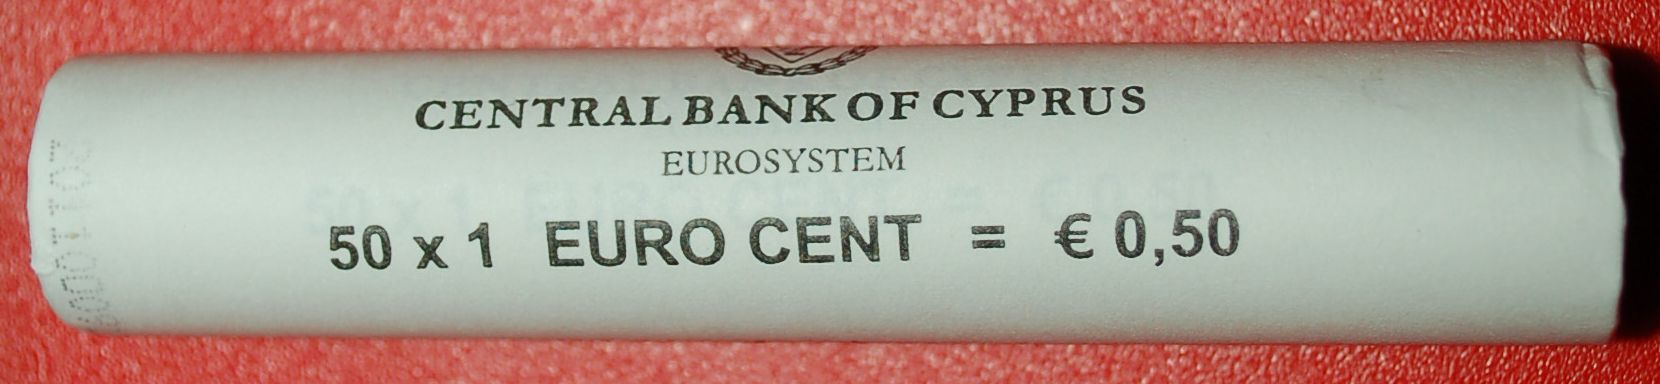 CENTRAL BANK OF CYPRUS
EUROSYSTEM
50 x 1 EURO CENT = € 0,50